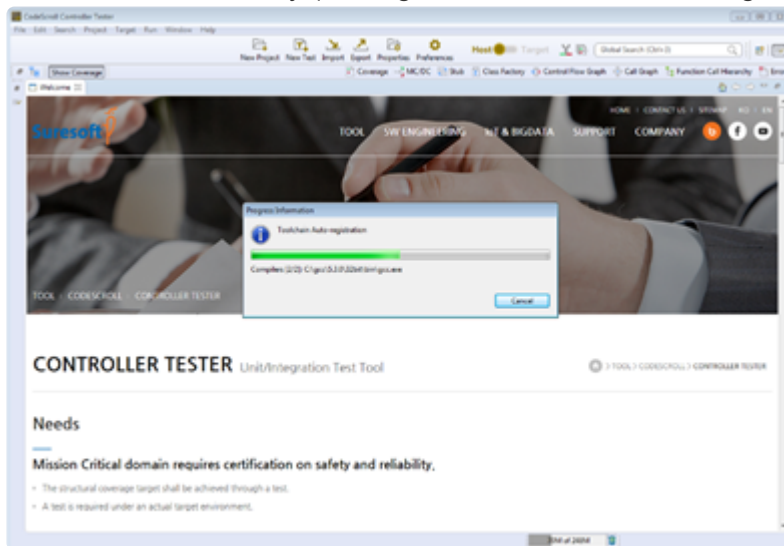 CodeScroll Controller Tester
File Edit Search Project Target Run Window Help
New Project New Test Import Export Properties Preferences Host Target Global Search (Ctrl+3)
Show Coverage Coverage MC/DC Stub Class Factory Control Flow Graph Call Graph Function Call Hierarchy
Welcome
HOME CONTACT US SITEMAP KO EN
Suresoft TOOL SW ENGINEERING IoT & BIGDATA SUPPORT COMPANY
Progress Information
Toolchain Auto registration
Compilers (2/2):
Cancel
TOOL CODESCROLL CONTROLLER TESTER
CONTROLLER TESTER Unit/Integration Test Tool > TOOL > CODESCROLL > CONTROLLER TESTER
Needs
Mission Critical domain requires certification on safety and reliability.
The structural coverage target shall be achieved through a test.
A test is required under an actual target environment.